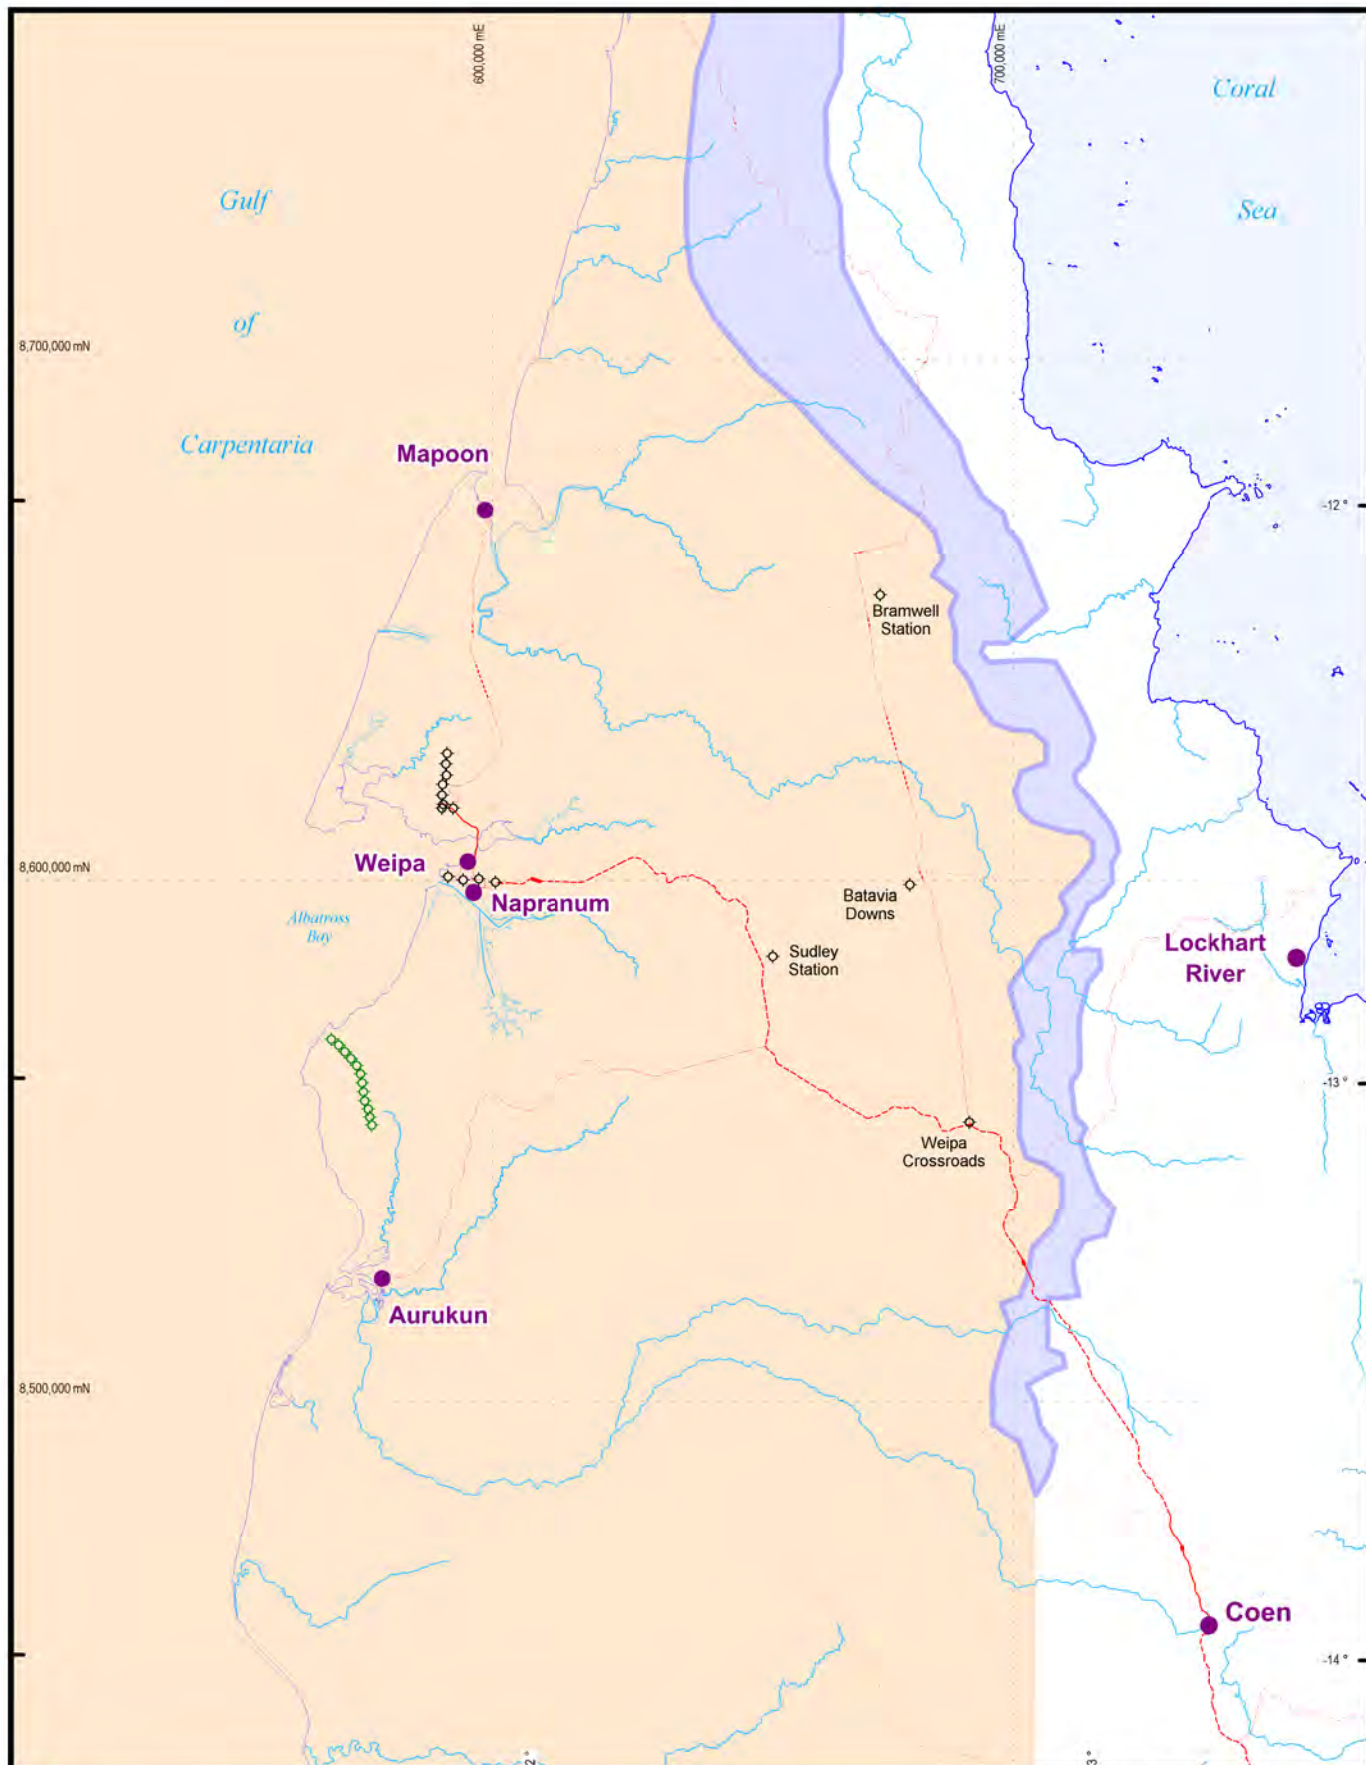 600,000 mE
700,000 mE
Coral
Sea
Gulf
of
Carpentaria
8,700,000 mN
Mapoon
-12°
Bramwell
Station
Weipa
8,600,000 mN
Napranum
Batavia
Downs
Albatross
Bay
Sudley
Station
Lockhart
River
-13°
Weipa
Crossroads
Aurukun
8,500,000 mN
Coen
-14°
2°
3°